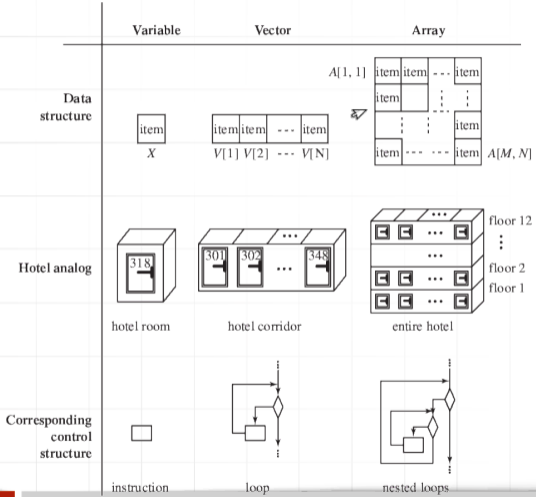 Variable Vector Array
Data
structure
item
X
item item --- item
V[1] V[2] --- V[N]
A[1, 1] item item --- item
item
item
item --- --- item A[M, N]
Hotel analog
318
301 302 ... 348
floor 12
floor 2
floor 1
hotel room hotel corridor entire hotel
Corresponding
control
structure
instruction loop nested loops